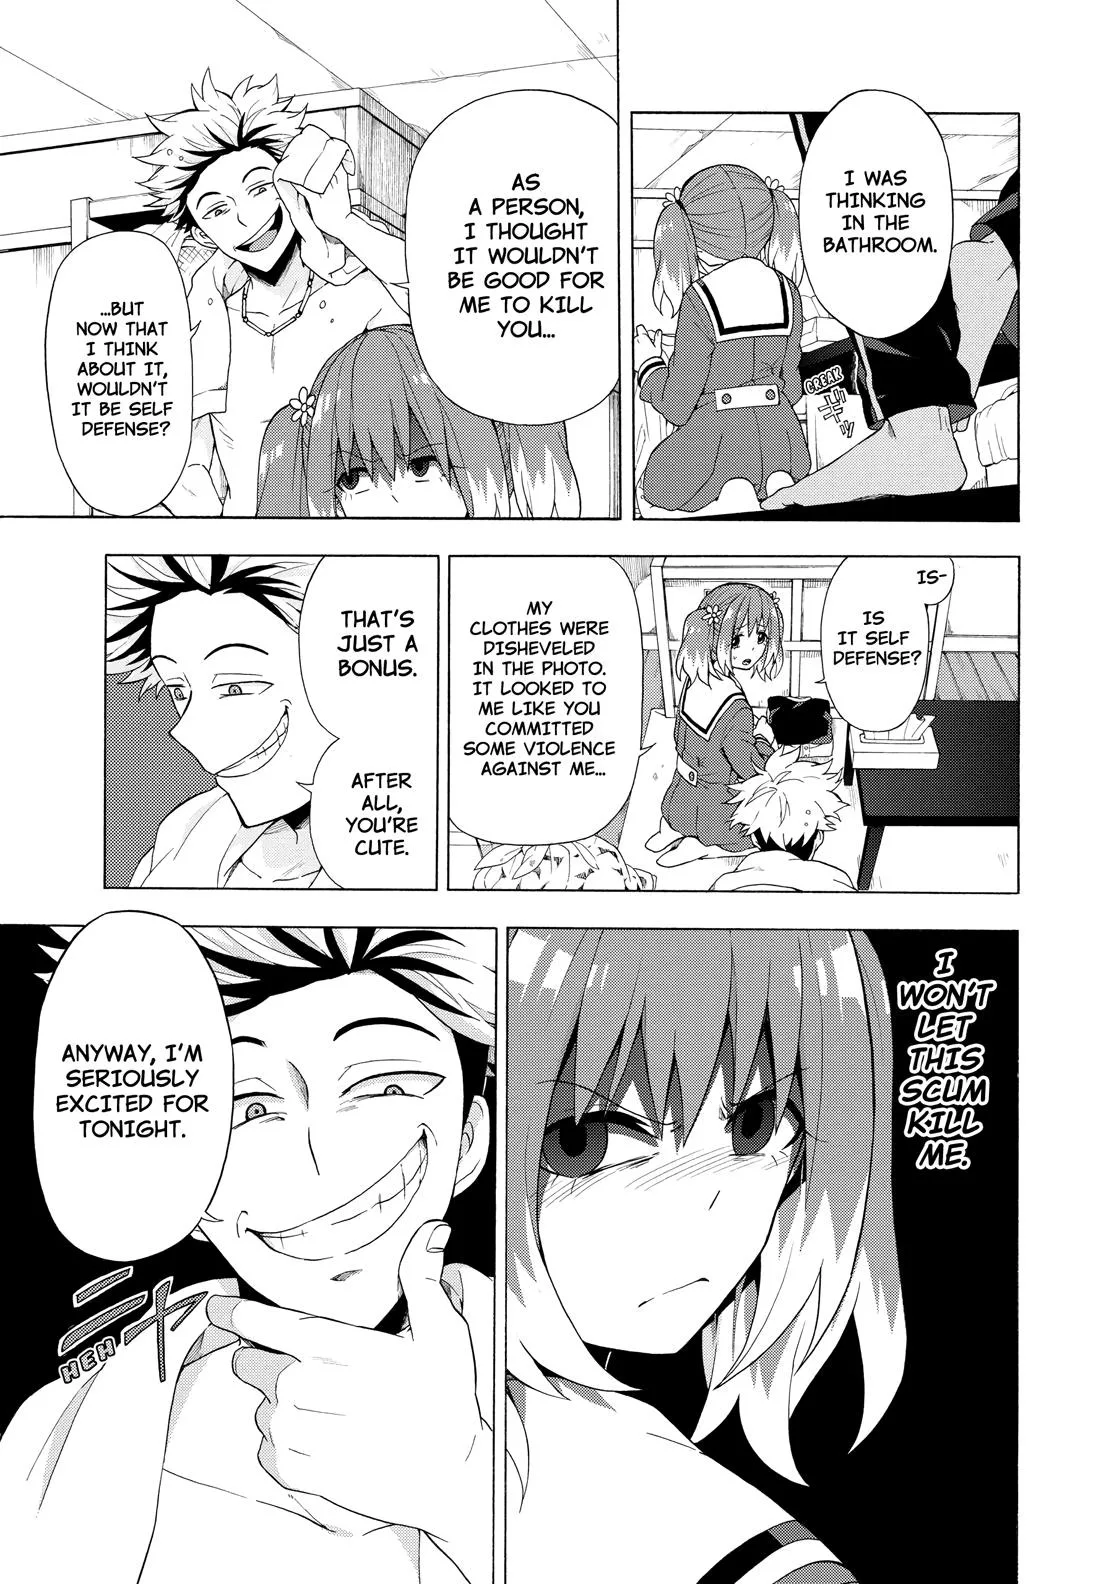 I WAS
THINKING
IN THE
BATHROOM.
CREAK
ギッ
AS
A PERSON,
I THOUGHT
IT WOULDN'T
BE GOOD FOR
ME TO KILL
YOU...
...BUT
NOW THAT
I THINK
ABOUT IT,
WOULDN'T
IT BE SELF
DEFENSE?
IS-
IS
IT SELF
DEFENSE?
MY
CLOTHES WERE
DISHEVELED
IN THE PHOTO.
IT LOOKED TO
ME LIKE YOU
COMMITTED
SOME VIOLENCE
AGAINST ME...
THAT'S
JUST A
BONUS.
AFTER
ALL,
YOU'RE
CUTE.
I
WON'T
LET
THIS
SCUM
KILL
ME.
ANYWAY, I'M
SERIOUSLY
EXCITED FOR
TONIGHT.
ニヤ
HEH